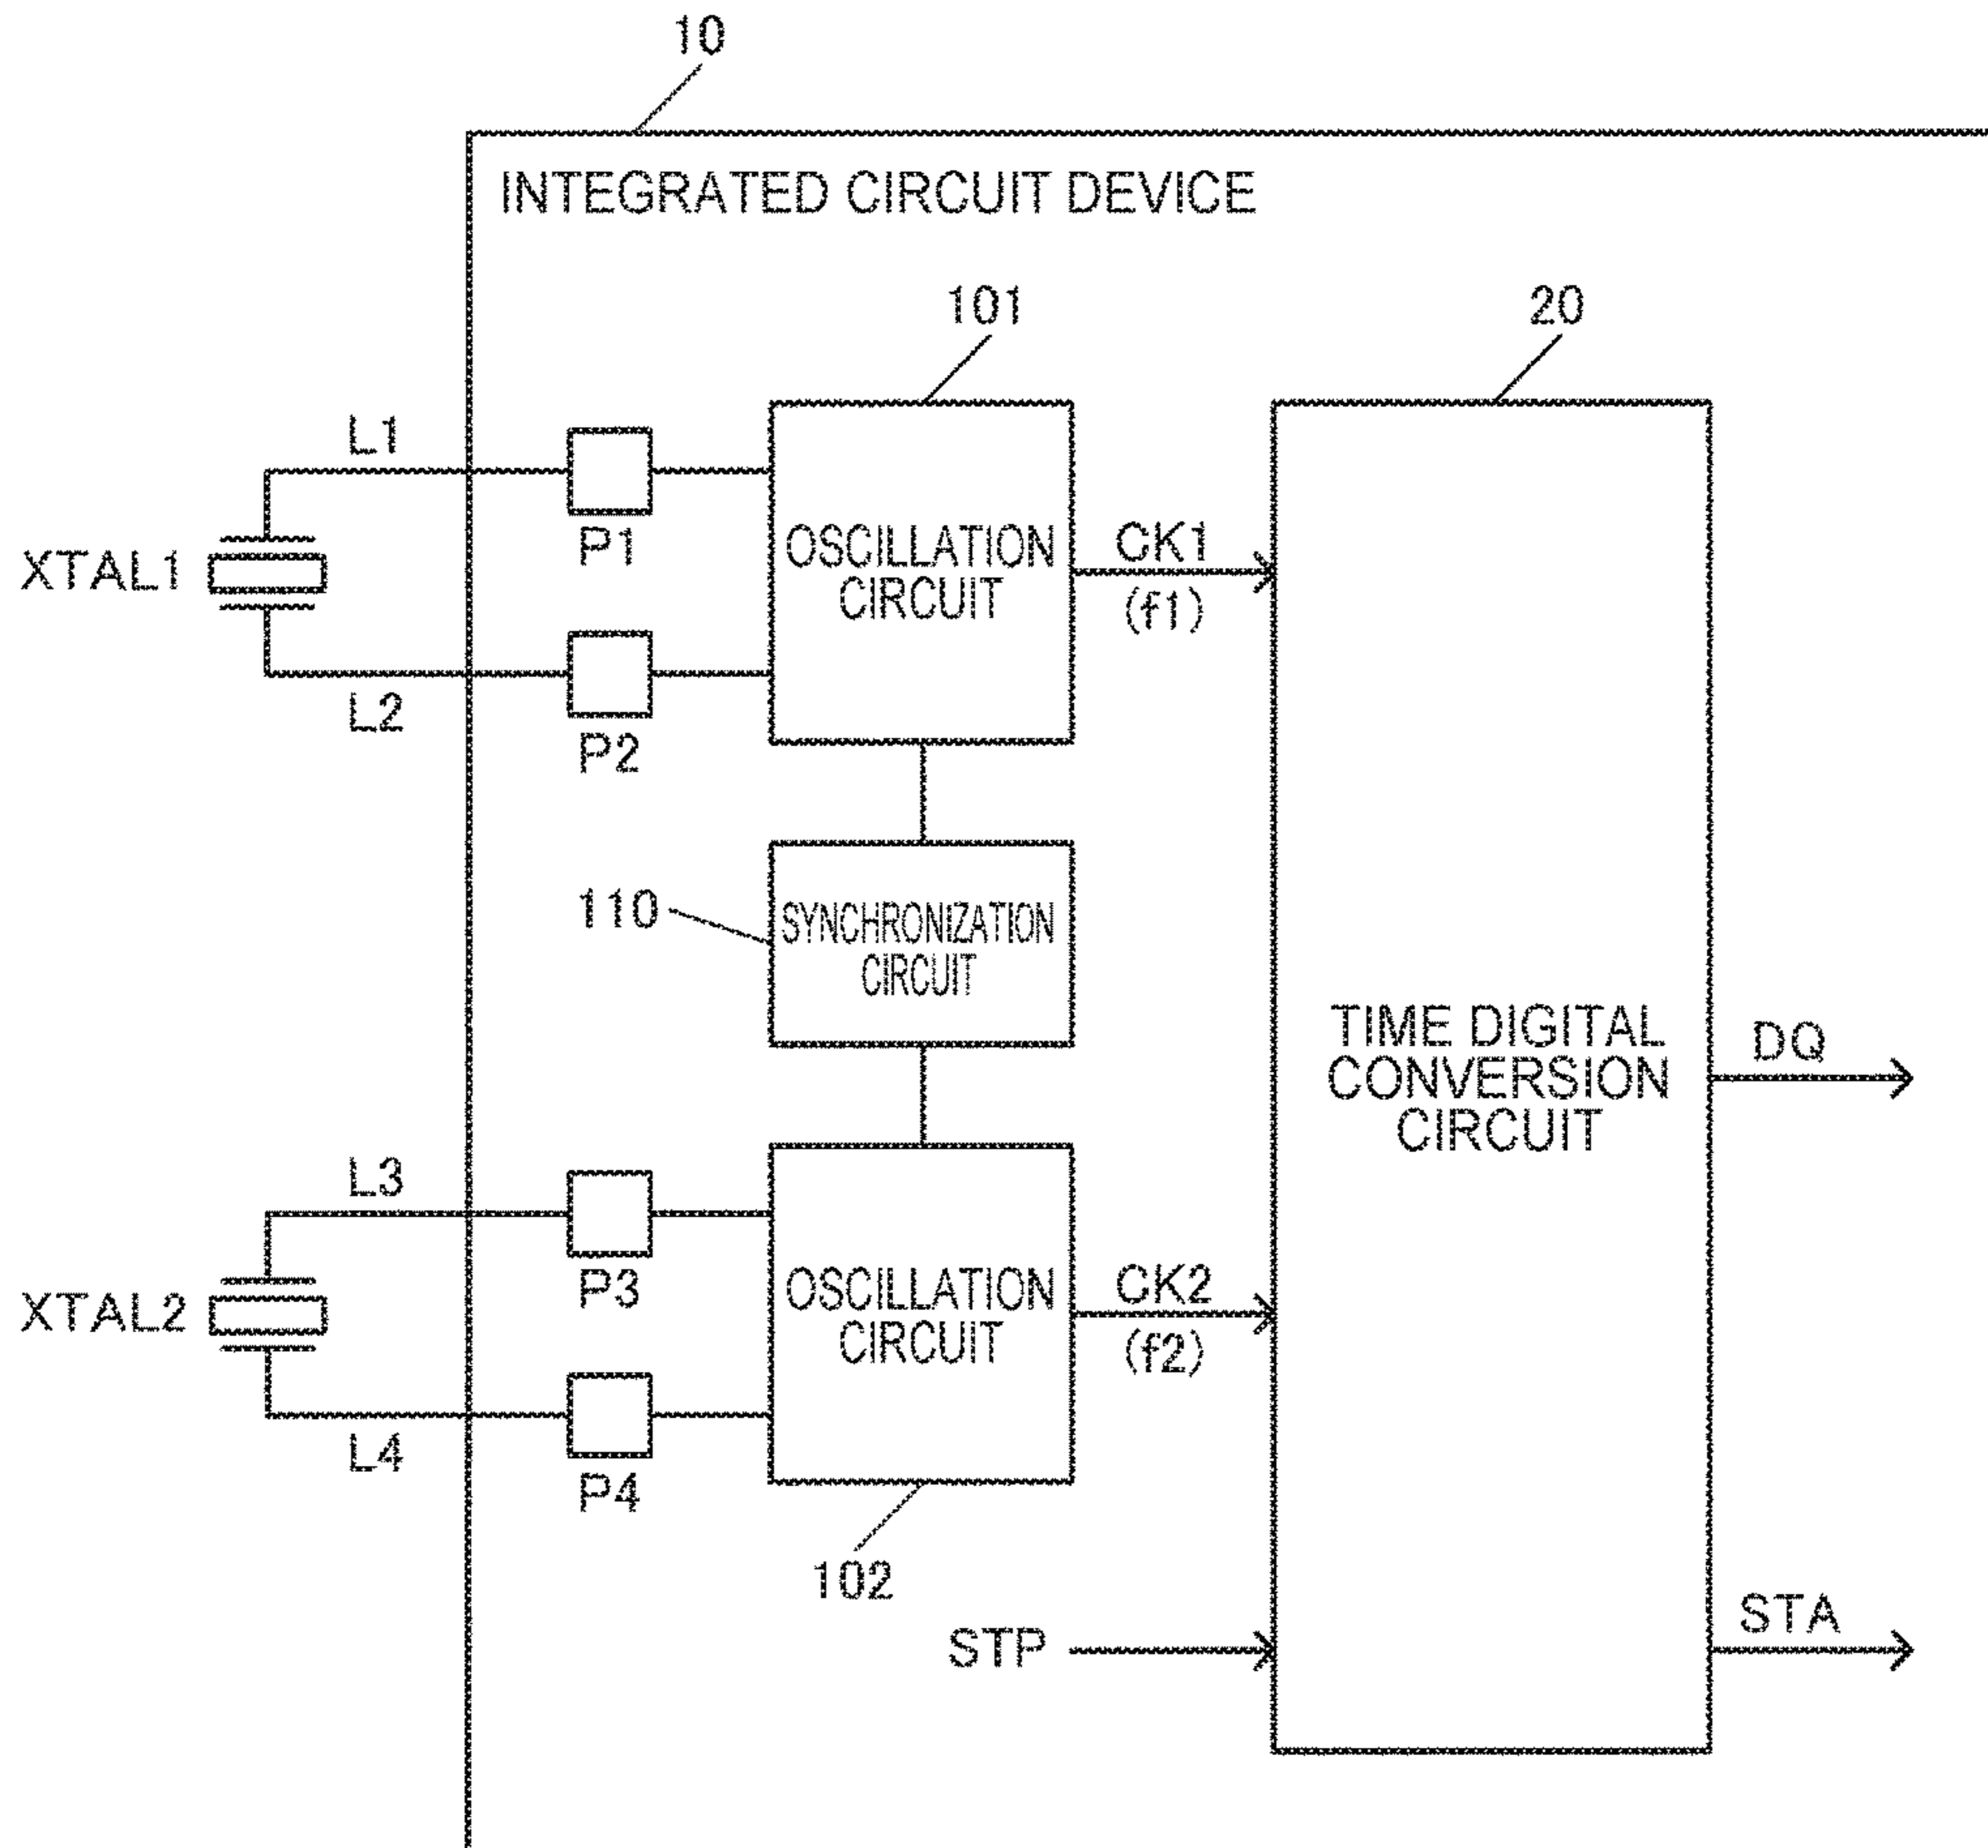 10
INTEGRATED CIRCUIT DEVICE
101
20
L1
P1
XTAL1
OSCILLATION
CIRCUIT
CK1
(f1)
L2
P2
110
SYNCHRONIZATION
CIRCUIT
TIME DIGITAL
CONVERSION
CIRCUIT
DQ
L3
P3
XTAL2
OSCILLATION
CIRCUIT
CK2
(f2)
L4
P4
102
STP
STA